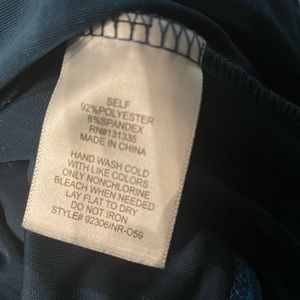 SELF
92%POLYESTER
8%SPANDEX
RN#131335
MADE IN CHINA
HAND WASH COLD
WITH LIKE COLORS
ONLY NONCHLORINE
BLEACH WHEN NEEDED
LAY FLAT TO DRY
DO NOT IRON
STYLE# 92306INR-O59